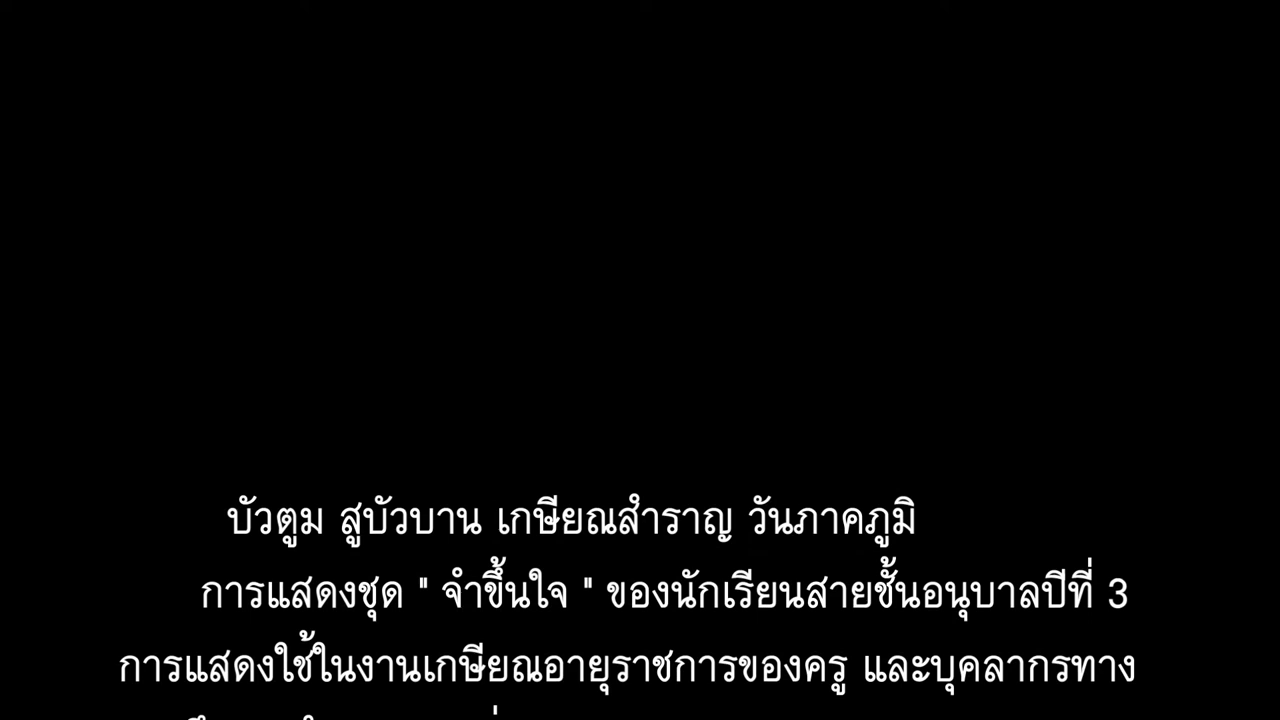 บัวตูม สูบัวบาน เกษียณสำราญ วันภาคภูมิ
การแสดงชุด " จำขึ้นใจ " ของนักเรียนสายชั้นอนุบาลปีที่ 3
การแสดงใช้ในงานเกษียณอายุราชการของครู และบุคลากรทาง